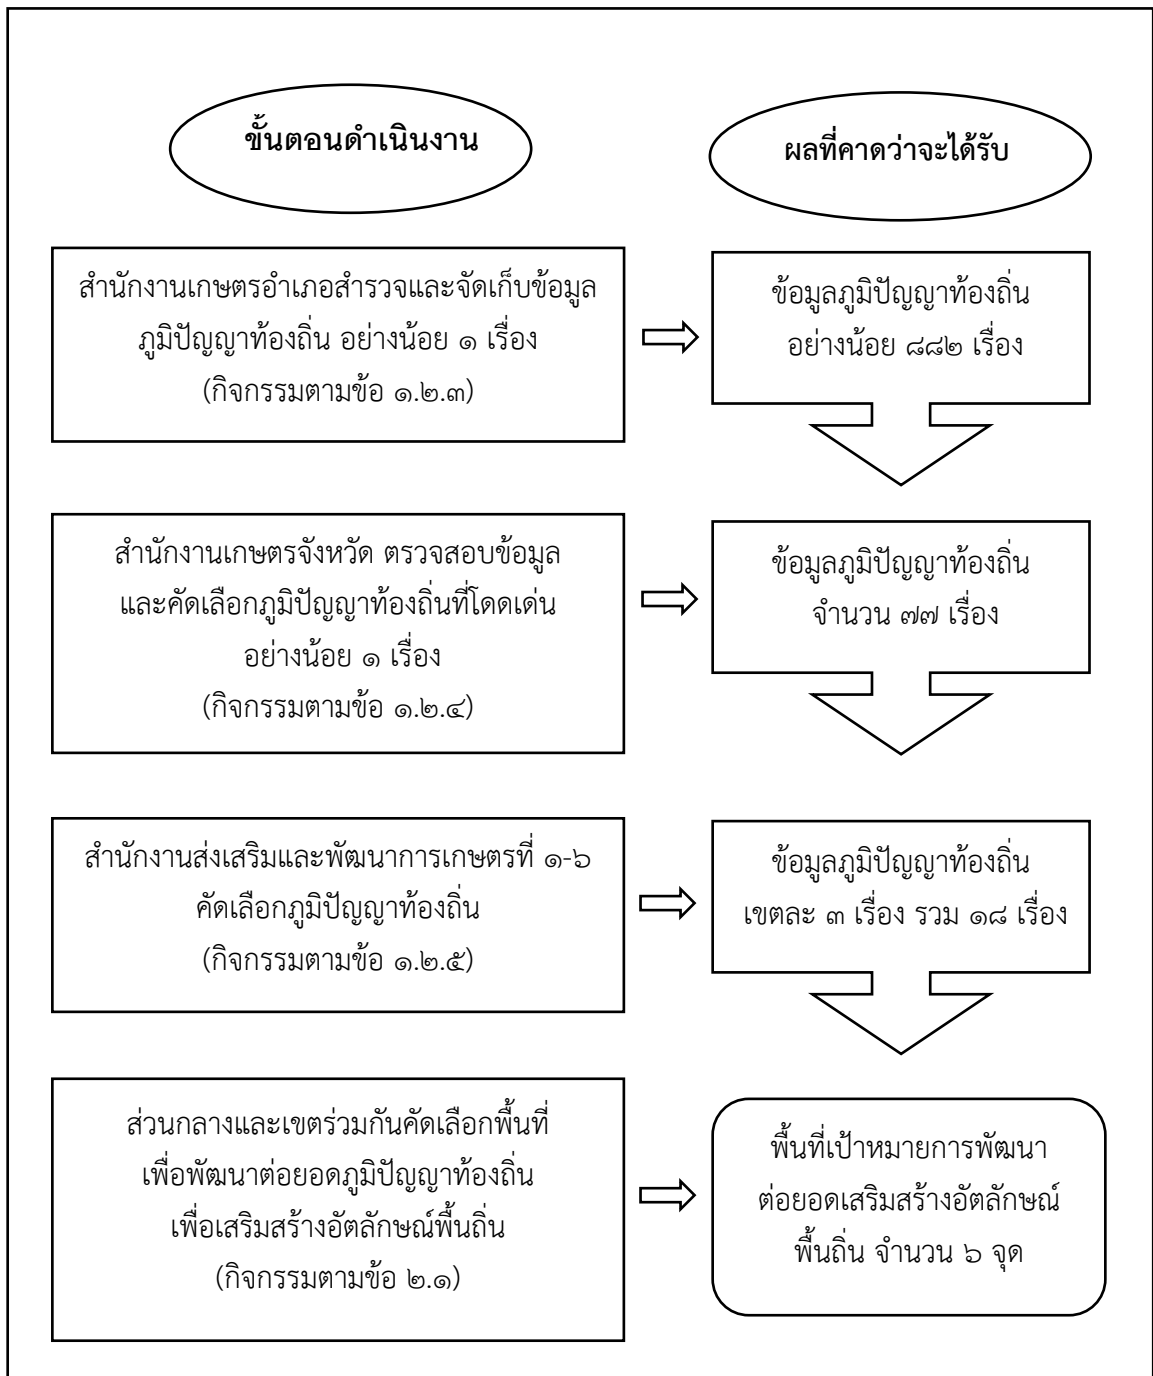 ขั้นตอนดำเนินงาน
ผลที่คาดว่าจะได้รับ
สำนักงานเกษตรอำเภอสำรวจและจัดเก็บข้อมูล
ภูมิปัญญาท้องถิ่น อย่างน้อย ๑ เรื่อง
(กิจกรรมตามข้อ ๑.๒.๓)
ข้อมูลภูมิปัญญาท้องถิ่น
อย่างน้อย ๘๘๒ เรื่อง
สำนักงานเกษตรจังหวัด ตรวจสอบข้อมูล
และคัดเลือกภูมิปัญญาท้องถิ่นที่โดดเด่น
อย่างน้อย ๑ เรื่อง
(กิจกรรมตามข้อ ๑.๒.๔)
ข้อมูลภูมิปัญญาท้องถิ่น
จำนวน ๗๗ เรื่อง
สำนักงานส่งเสริมและพัฒนาการเกษตรที่ ๑-๖
คัดเลือกภูมิปัญญาท้องถิ่น
(กิจกรรมตามข้อ ๑.๒.๕)
ข้อมูลภูมิปัญญาท้องถิ่น
เขตละ ๓ เรื่อง รวม ๑๘ เรื่อง
ส่วนกลางและเขตร่วมกันคัดเลือกพื้นที่
เพื่อพัฒนาต่อยอดภูมิปัญญาท้องถิ่น
เพื่อเสริมสร้างอัตลักษณ์พื้นถิ่น
(กิจกรรมตามข้อ ๒.๑)
พื้นที่เป้าหมายการพัฒนา
ต่อยอดเสริมสร้างอัตลักษณ์
พื้นถิ่น จำนวน ๖ จุด